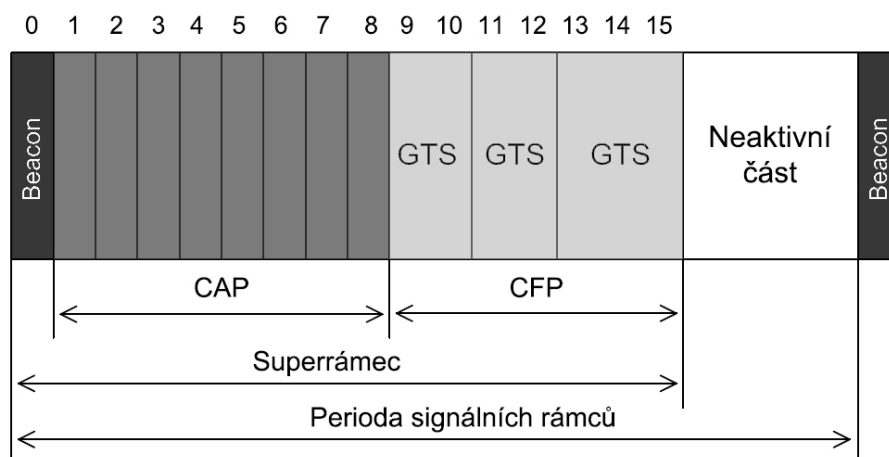 0 1 2 3 4 5 6 7 8 9 10 11 12 13 14 15
Beacon
GTS GTS GTS
Neaktivní
část
Beacon
CAP CFP
Superrámec
Perioda signálních rámců